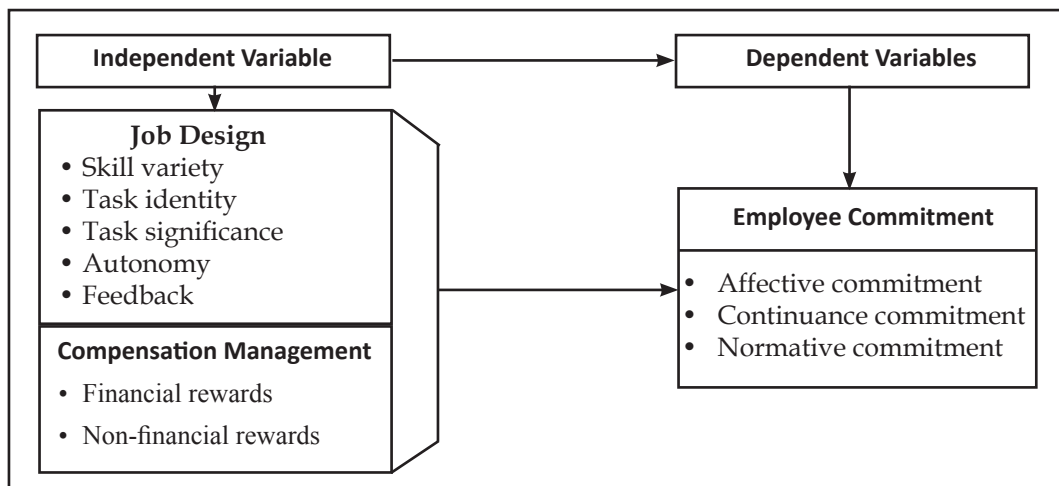 Independent Variable
Dependent Variables
Job Design
• Skill variety
• Task identity
• Task significance
• Autonomy
• Feedback
Compensation Management
• Financial rewards
• Non-financial rewards
Employee Commitment
• Affective commitment
• Continuance commitment
• Normative commitment